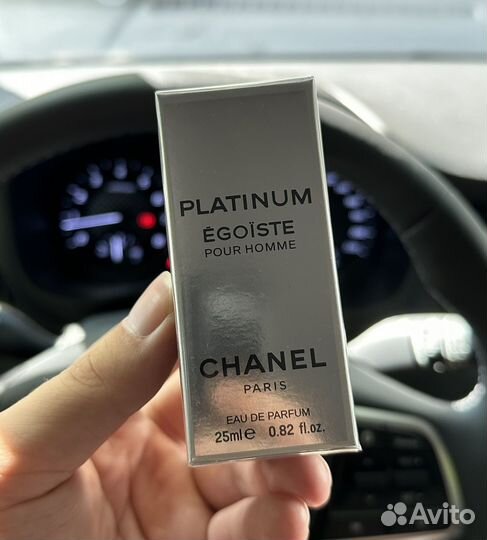 PLATINUM
ÉGOÏSTE
POUR HOMME
CHANEL
PARIS
EAU DE PARFUM
25ml e 0.82 fl.oz.
Avito